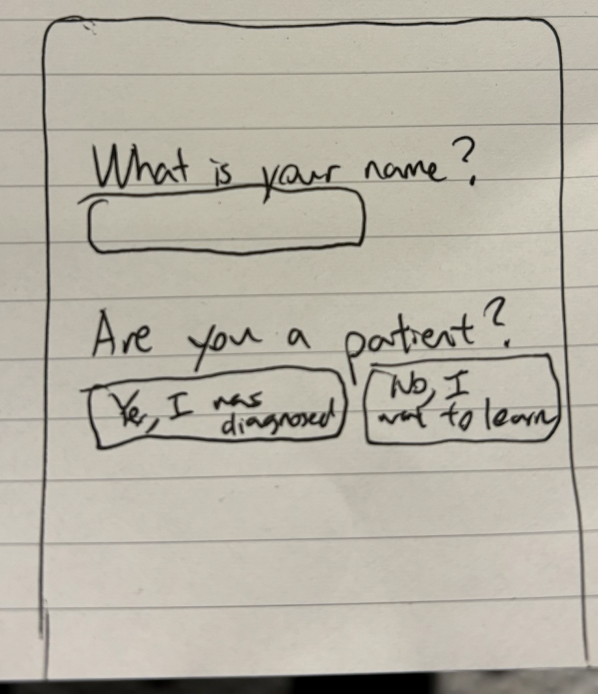 What is your name?
Are you a patient?
Yes, I was
diagnosed
No, I
want to learn